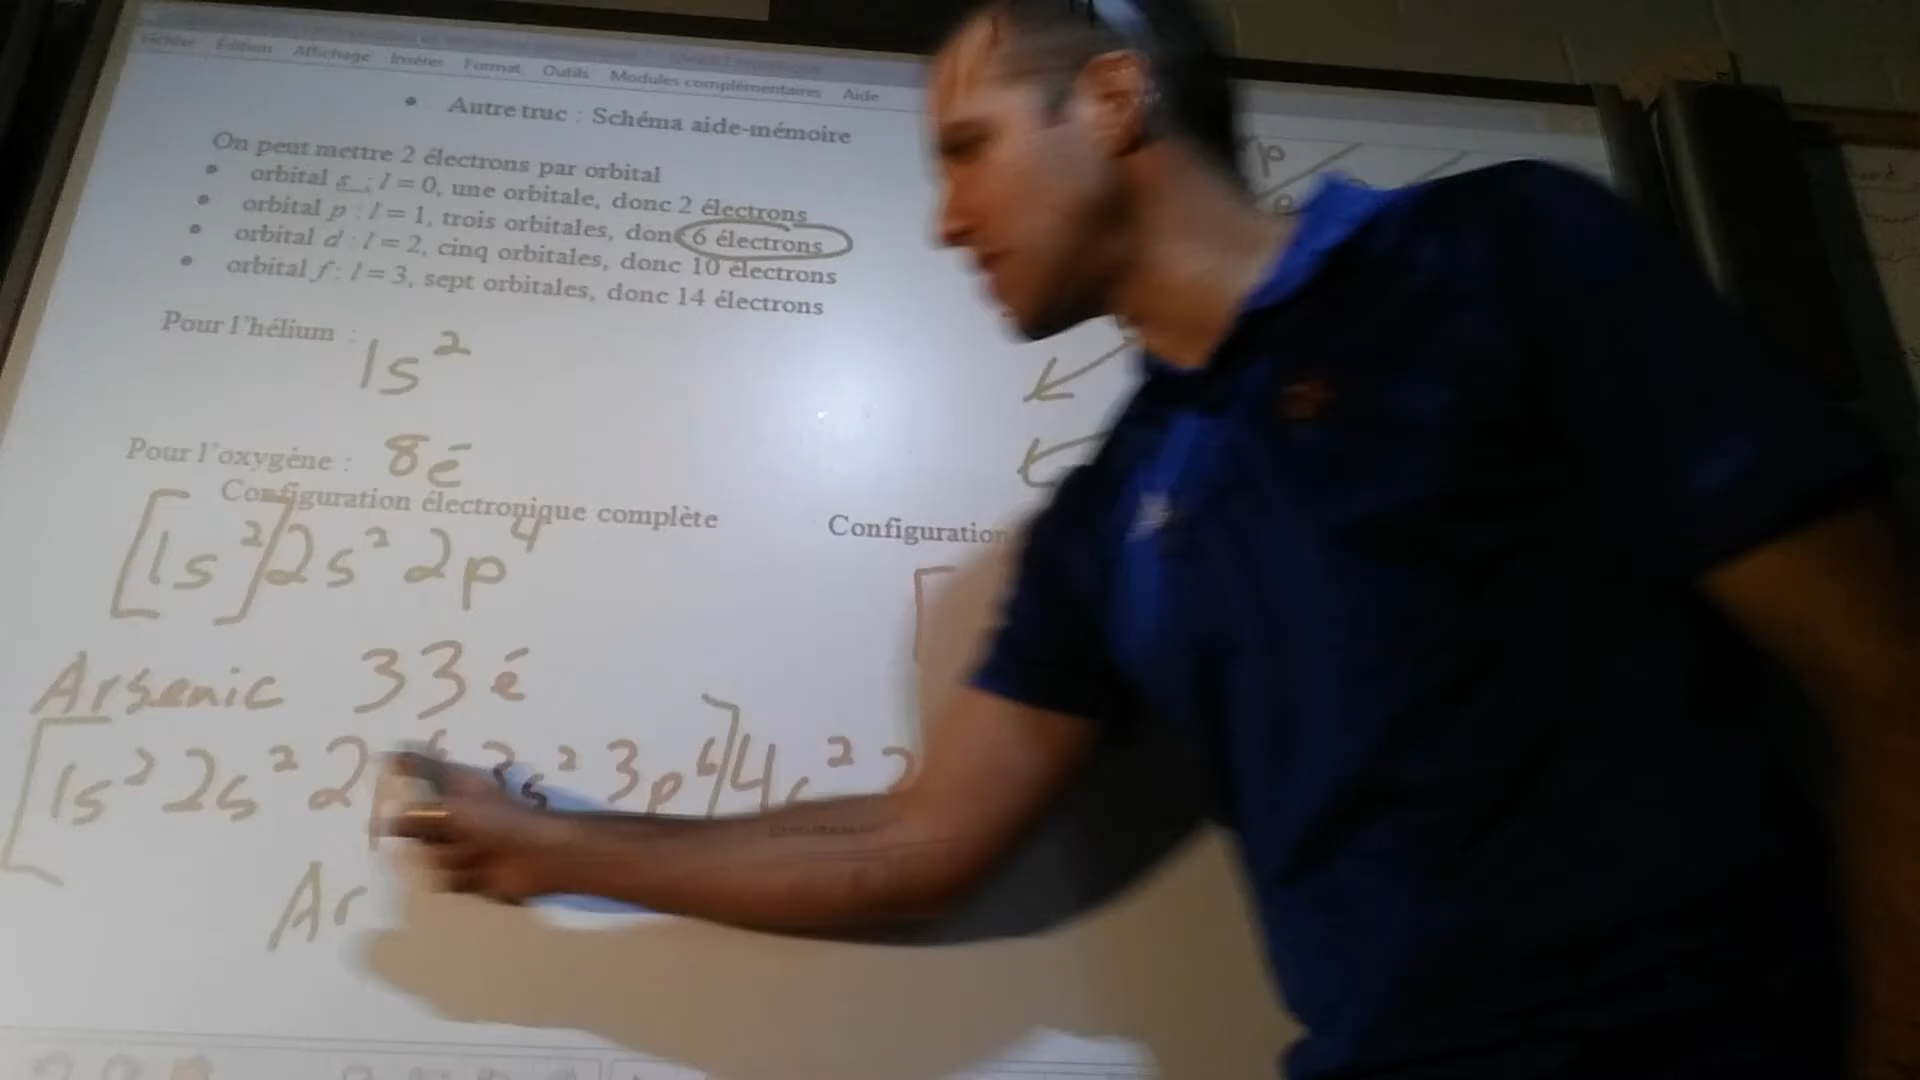 Fichier Édition Affichage Insérer Format Outils Modules complémentaires Aide
• Autre truc : Schéma aide-mémoire
On peut mettre 2 électrons par orbital
• orbital s : l = 0, une orbitale, donc 2 électrons
• orbital p : l = 1, trois orbitales, donc 6 électrons
• orbital d : l = 2, cinq orbitales, donc 10 électrons
• orbital f : l = 3, sept orbitales, donc 14 électrons
Pour l'hélium : 1s²
Pour l'oxygène : 8é
Configuration électronique complète
Configuration
[1s²]2s² 2p⁴
Arsenic 33 é
[1s² 2s² 2p⁶ 3s² 3p⁶]4s²
Ar